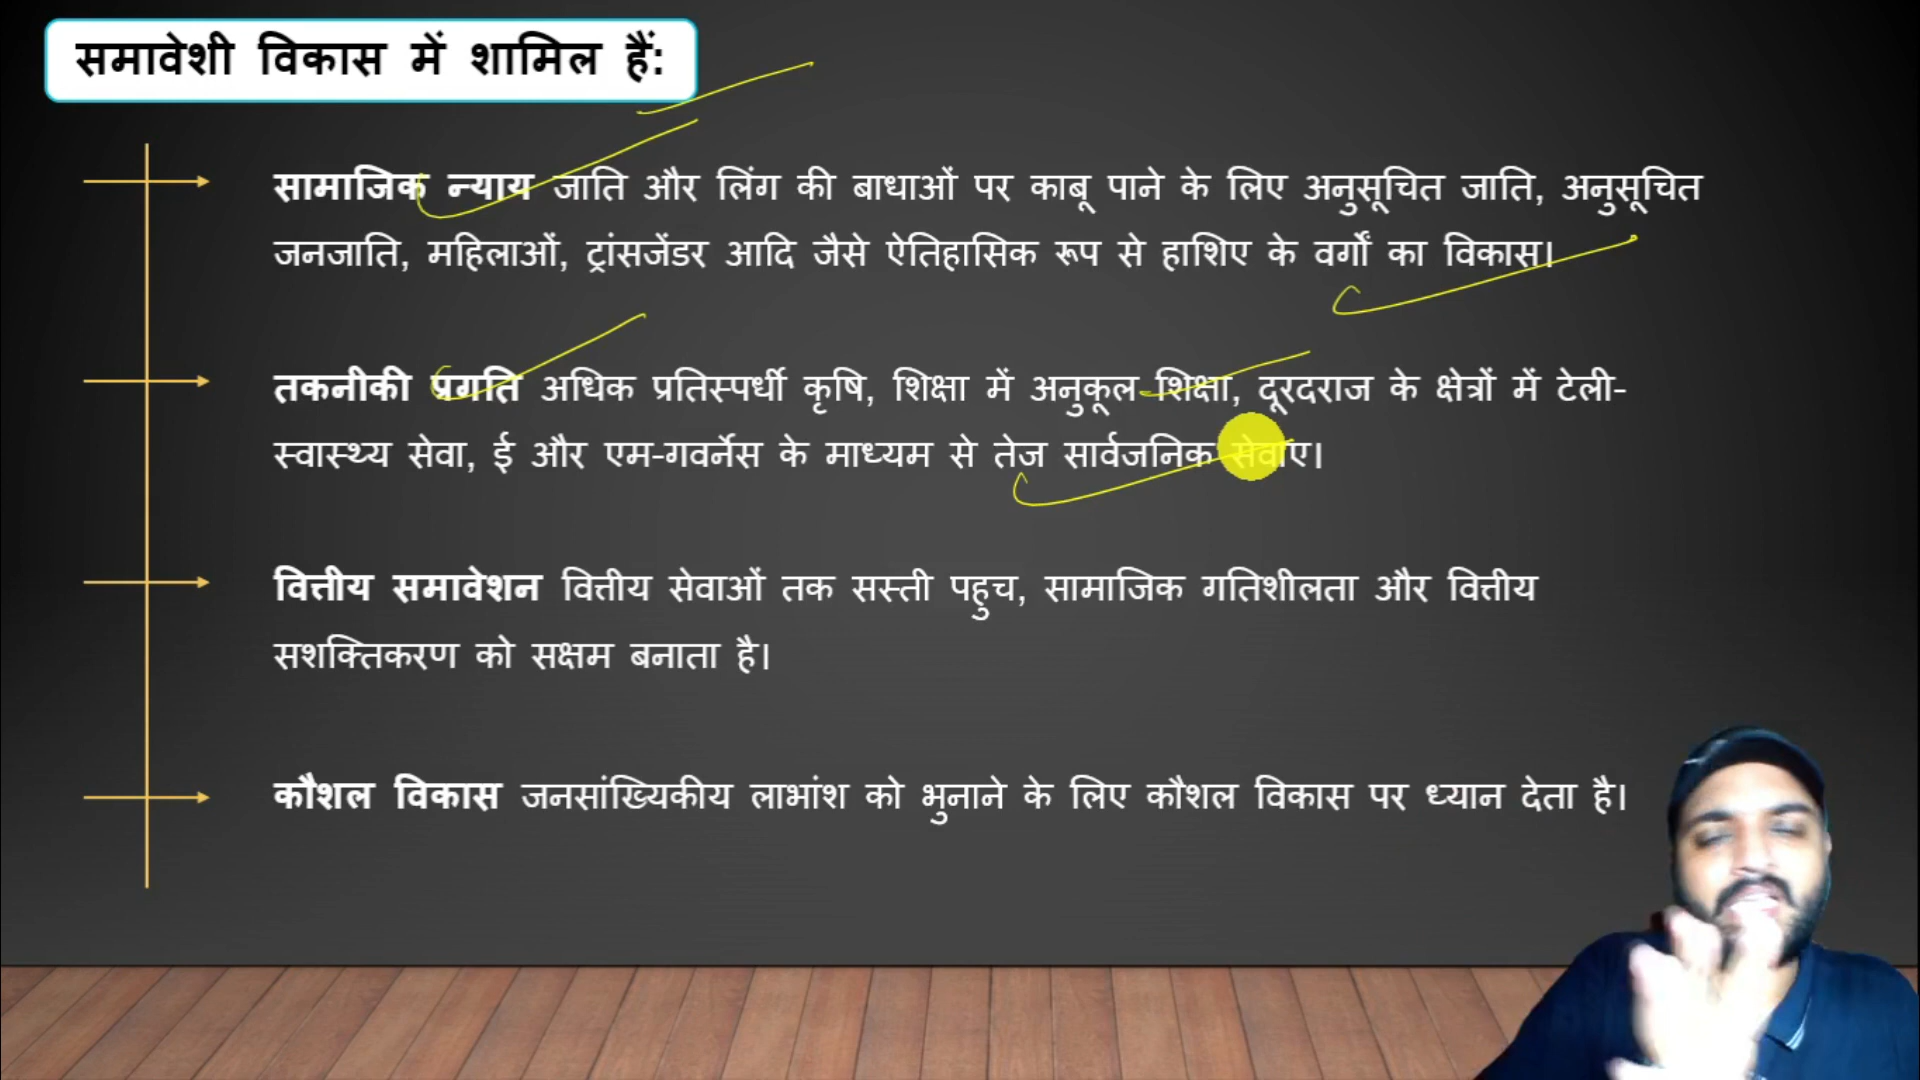 समावेशी विकास में शामिल हैं:
सामाजिक न्याय जाति और लिंग की बाधाओं पर काबू पाने के लिए अनुसूचित जाति, अनुसूचित
जनजाति, महिलाओं, ट्रांसजेंडर आदि जैसे ऐतिहासिक रूप से हाशिए के वर्गों का विकास।
तकनीकी प्रगति अधिक प्रतिस्पर्धी कृषि, शिक्षा में अनुकूल शिक्षा, दूरदराज के क्षेत्रों में टेली-
स्वास्थ्य सेवा, ई और एम-गवर्नेस के माध्यम से तेज सार्वजनिक सेवाए।
वित्तीय समावेशन वित्तीय सेवाओं तक सस्ती पहुच, सामाजिक गतिशीलता और वित्तीय
सशक्तिकरण को सक्षम बनाता है।
कौशल विकास जनसांख्यिकीय लाभांश को भुनाने के लिए कौशल विकास पर ध्यान देता है।